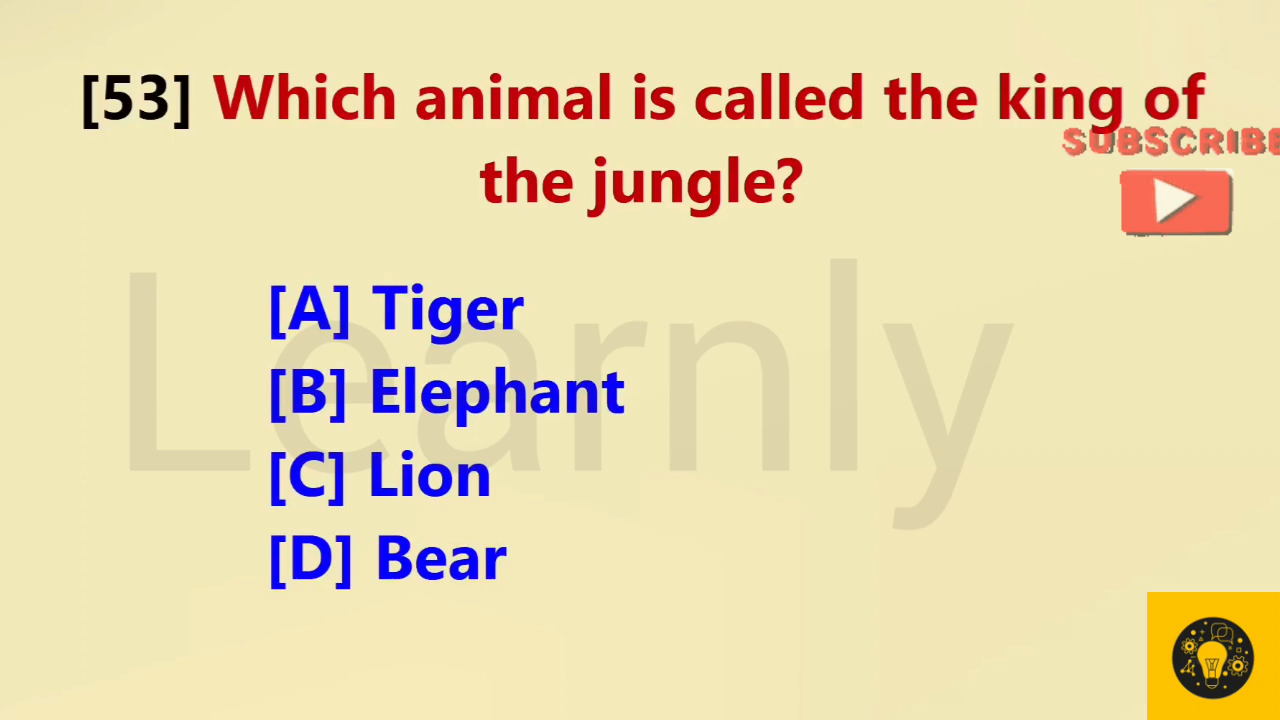 [53] Which animal is called the king of
SUBSCRIBE
the jungle?
Learnly
[A] Tiger
[B] Elephant
[C] Lion
[D] Bear